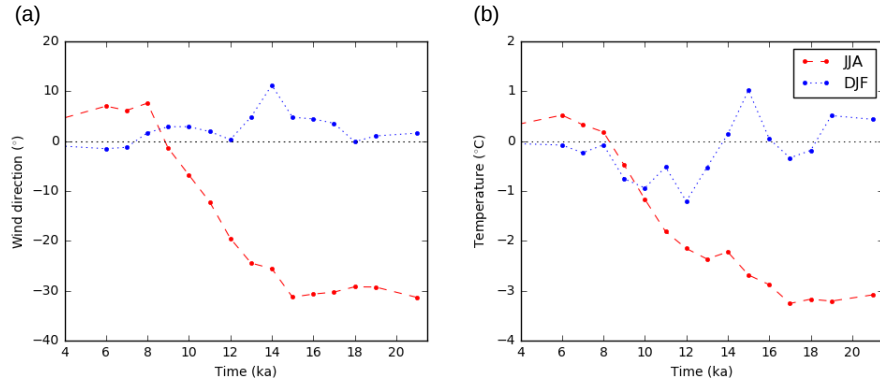 (a)
20
10
0
−10
−20
−30
−40
Wind direction (°)
4 6 8 10 12 14 16 18 20
Time (ka)
(b)
2
1
0
−1
−2
−3
−4
Temperature (°C)
4 6 8 10 12 14 16 18 20
Time (ka)
JJA
DJF